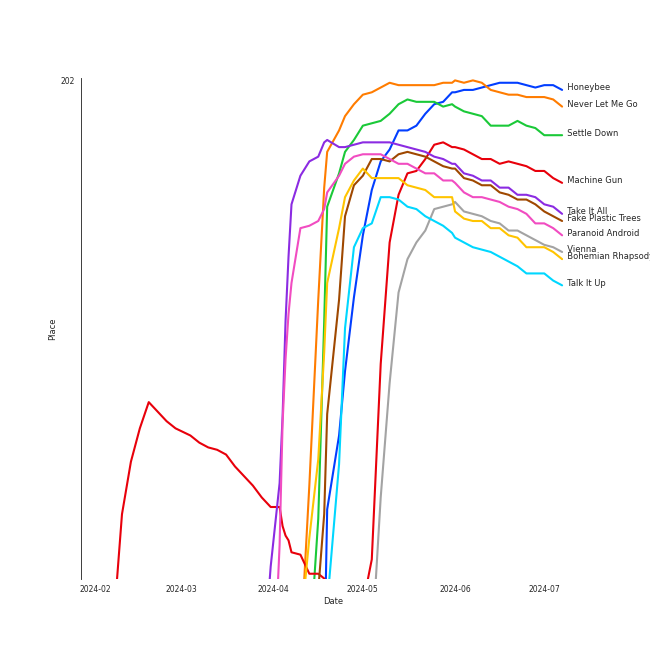 202
Honeybee
Never Let Me Go
Settle Down
Machine Gun
Take It All
Fake Plastic Trees
Paranoid Android
Vienna
Bohemian Rhapsod
Talk It Up
Place
2024-02
2024-03
2024-04
2024-05
2024-06
2024-07
Date